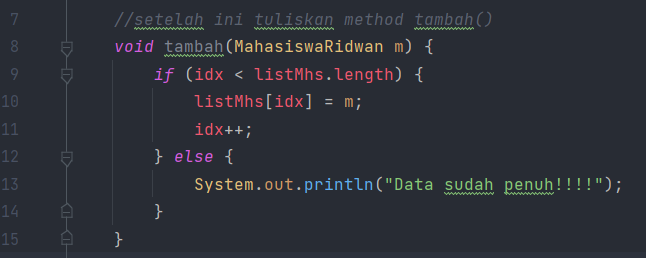 7 //setelah ini tuliskan method tambah()
8 void tambah(MahasiswaRidwan m) {
9 if (idx < listMhs.length) {
10 listMhs[idx] = m;
11 idx++;
12 } else {
13 System.out.println("Data sudah penuh!!!!");
14 }
15 }